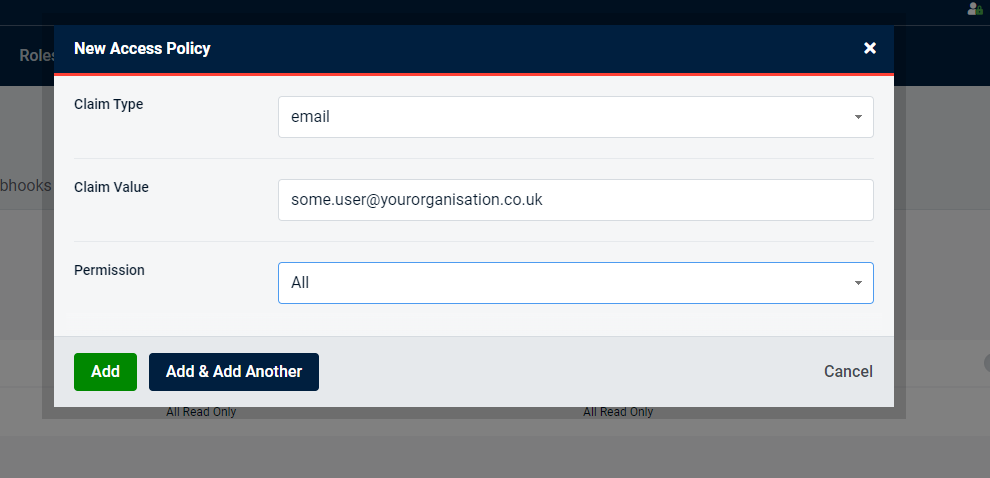 Roles
New Access Policy
Claim Type
email
bhooks
Claim Value
some.user@yourorganisation.co.uk
Permission
All
Add
Add & Add Another
Cancel
All Read Only
All Read Only